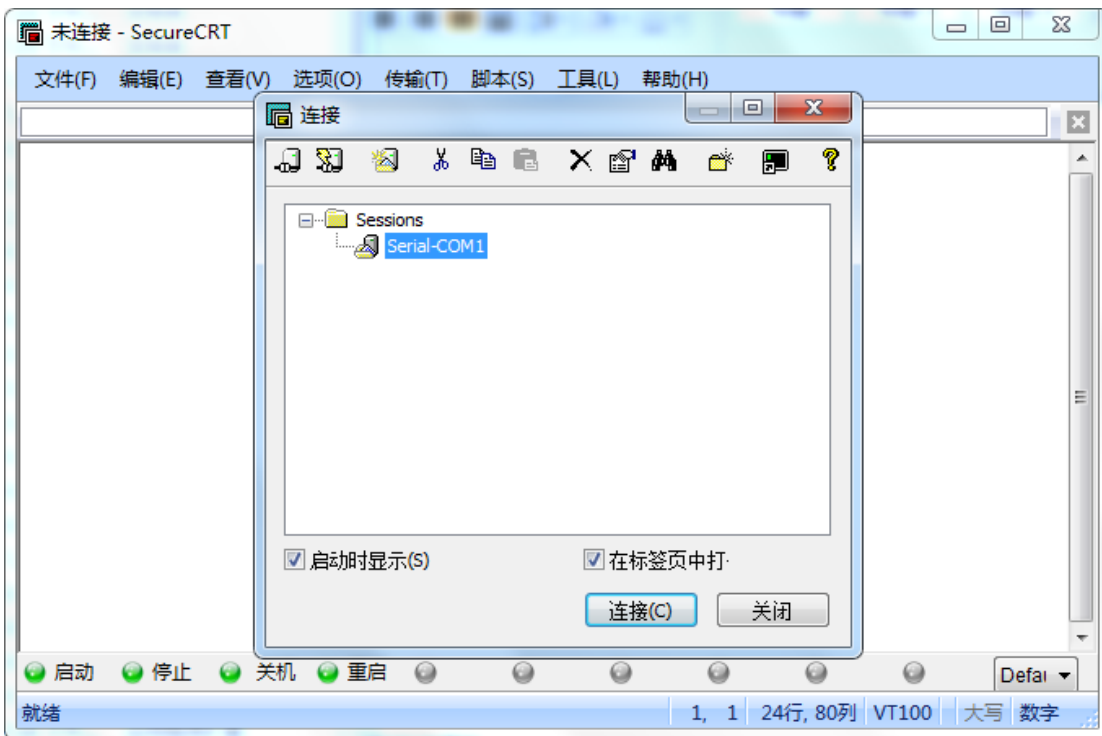 未连接 - SecureCRT
文件(F) 编辑(E) 查看(V) 选项(O) 传输(T) 脚本(S) 工具(L) 帮助(H)
连接
Sessions
Serial-COM1
启动时显示(S) 在标签页中打
连接(C) 关闭
启动 停止 关机 重启 Defau
就绪 1, 1 24行, 80列 VT100 大写 数字